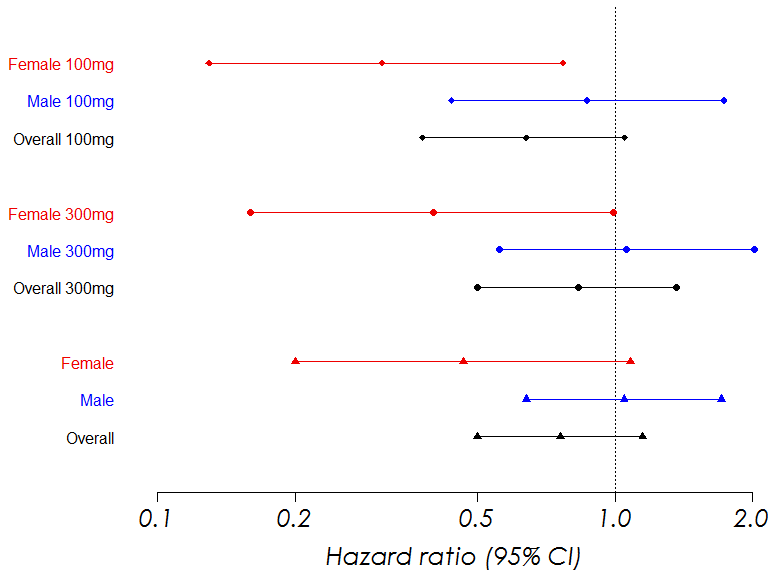 Female 100mg
Male 100mg
Overall 100mg
Female 300mg
Male 300mg
Overall 300mg
Female
Male
Overall
0.1 0.2 0.5 1.0 2.0
Hazard ratio (95% CI)